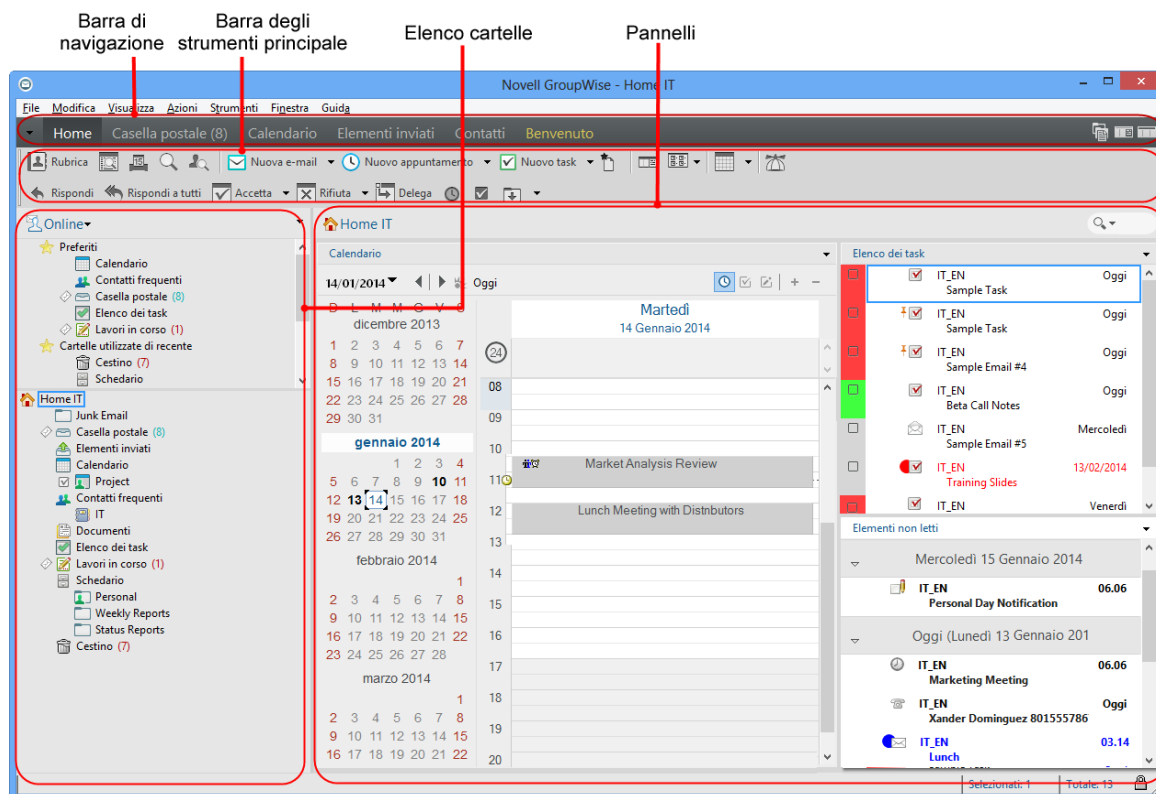 Barra di navigazione
Barra degli strumenti principale
Elenco cartelle
Pannelli
Novell GroupWise - Home IT
File Modifica Visualizza Azioni Strumenti Finestra Guida
Home Casella postale (8) Calendario Elementi inviati Contatti Benvenuto
Rubrica Nuova e-mail Nuovo appuntamento Nuovo task
Rispondi Rispondi a tutti Accetta Rifiuta Delega
Online
Preferiti
Calendario
Contatti frequenti
Casella postale (8)
Elenco dei task
Lavori in corso (1)
Cartelle utilizzate di recente
Cestino (7)
Schedario
Home IT
Junk Email
Casella postale (8)
Elementi inviati
Calendario
Project
Contatti frequenti
IT
Documenti
Elenco dei task
Lavori in corso (1)
Schedario
Personal
Weekly Reports
Status Reports
Cestino (7)
Home IT
Calendario
14/01/2014 Oggi
D L M M G V S
dicembre 2013
1 2 3 4 5 6 7
8 9 10 11 12 13 14
15 16 17 18 19 20 21
22 23 24 25 26 27 28
29 30 31
gennaio 2014
1 2 3 4
5 6 7 8 9 10 11
12 13 14 15 16 17 18
19 20 21 22 23 24 25
26 27 28 29 30 31
febbraio 2014
1
2 3 4 5 6 7 8
9 10 11 12 13 14 15
16 17 18 19 20 21 22
23 24 25 26 27 28
marzo 2014
1
2 3 4 5 6 7 8
9 10 11 12 13 14 15
16 17 18 19 20 21 22
Martedì
14 Gennaio 2014
24
08
09
10
Market Analysis Review
11
12
Lunch Meeting with Distributors
13
14
15
16
17
18
19
20
Elenco dei task
IT_EN Oggi
Sample Task
IT_EN Oggi
Sample Task
IT_EN Oggi
Sample Email #4
IT_EN Oggi
Beta Call Notes
IT_EN Mercoledì
Sample Email #5
IT_EN 13/02/2014
Training Slides
IT_EN Venerdì
Elementi non letti
Mercoledì 15 Gennaio 2014
IT_EN 06.06
Personal Day Notification
Oggi (Lunedì 13 Gennaio 201
IT_EN 06.06
Marketing Meeting
IT_EN Oggi
Xander Dominguez 801555786
IT_EN 03.14
Lunch
Selezionati: 1 Totale: 13